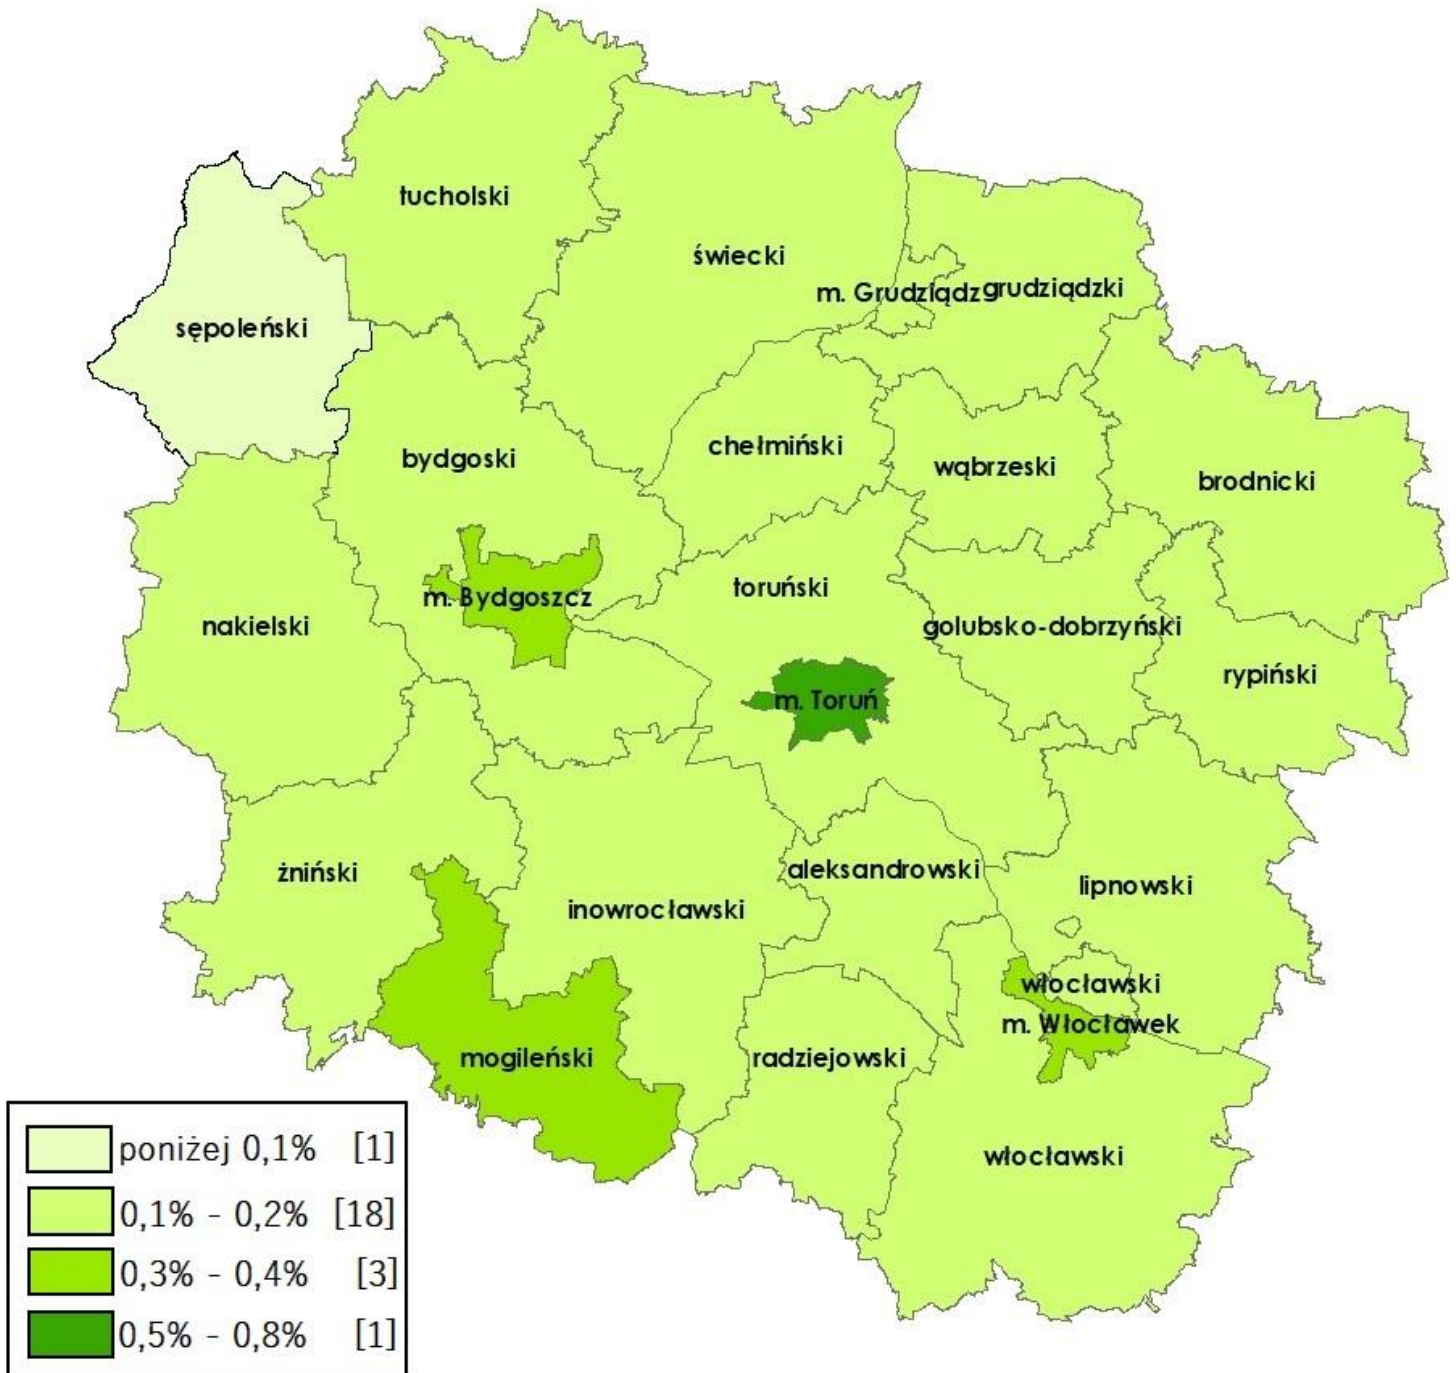 tucholski
świecki
m. Grudziądz
grudziądzki
sępoleński
chełmiński
bydgoski
wąbrzeski
brodnicki
toruński
m. Bydgoszcz
nakielski
golubsko-dobrzyński
rypiński
m. Toruń
żniński
aleksandrowski
lipnowski
inowrocławski
włocławski
m. Włocławek
mogileński
radziejowski
włocławski
poniżej 0,1% [1]
0,1% - 0,2% [18]
0,3% - 0,4% [3]
0,5% - 0,8% [1]